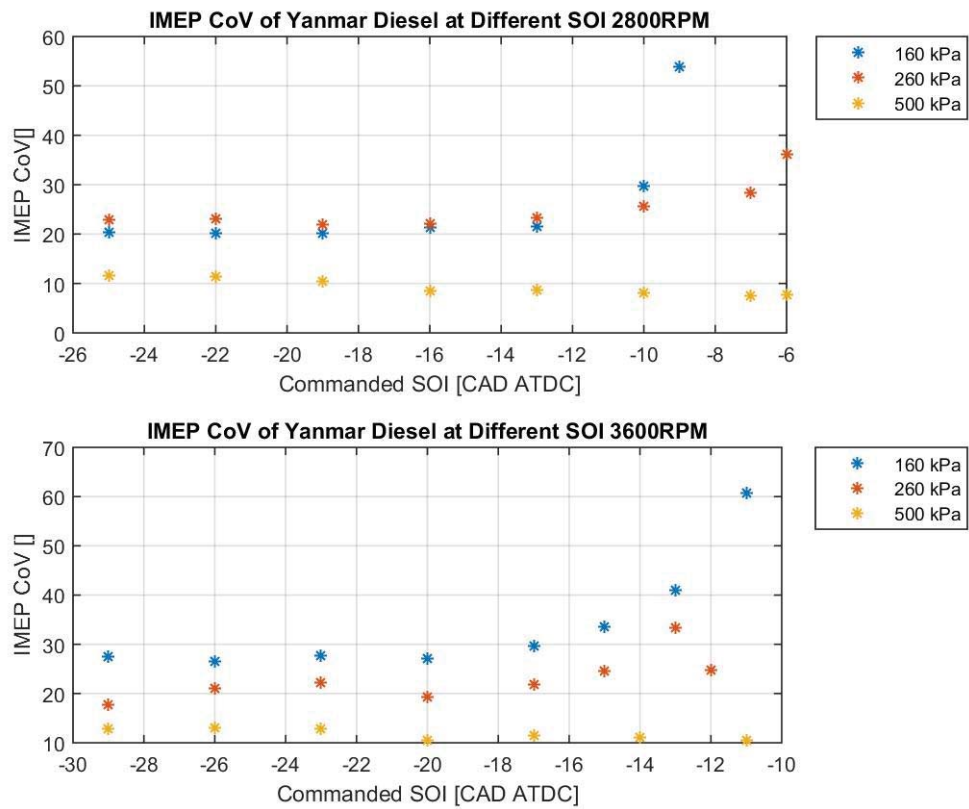 IMEP CoV of Yanmar Diesel at Different SOI 2800RPM
60
50
40
30
20
10
0
IMEP CoV[]
-26 -24 -22 -20 -18 -16 -14 -12 -10 -8 -6
Commanded SOI [CAD ATDC]
160 kPa
260 kPa
500 kPa
IMEP CoV of Yanmar Diesel at Different SOI 3600RPM
70
60
50
40
30
20
10
IMEP CoV []
-30 -28 -26 -24 -22 -20 -18 -16 -14 -12 -10
Commanded SOI [CAD ATDC]
160 kPa
260 kPa
500 kPa